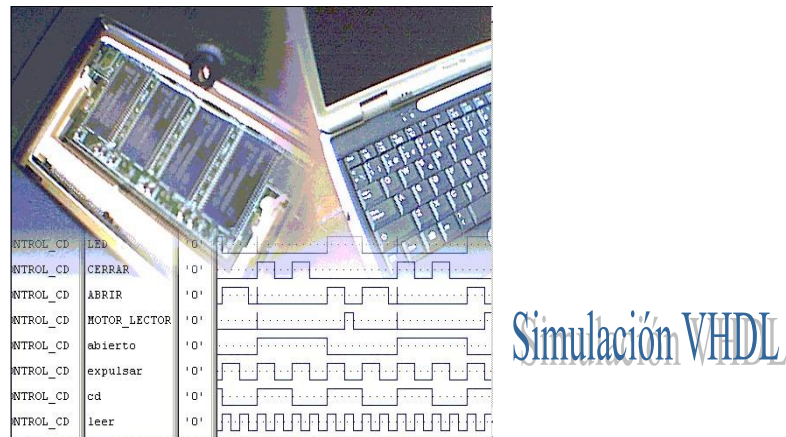 NTROL_CD LED '0'
NTROL_CD CERRAR '0'
NTROL_CD ABRIR '0'
NTROL_CD MOTOR_LECTOR '0'
NTROL_CD abierto '0'
NTROL_CD expulsar '0'
NTROL_CD cd '0'
NTROL_CD leer '0'
Simulación VHDL